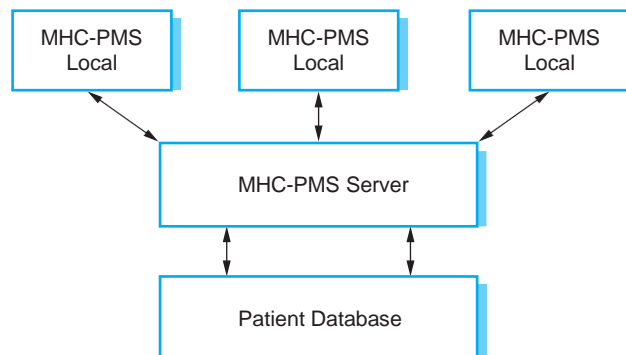 MHC-PMS
Local
MHC-PMS
Local
MHC-PMS
Local
MHC-PMS Server
Patient Database